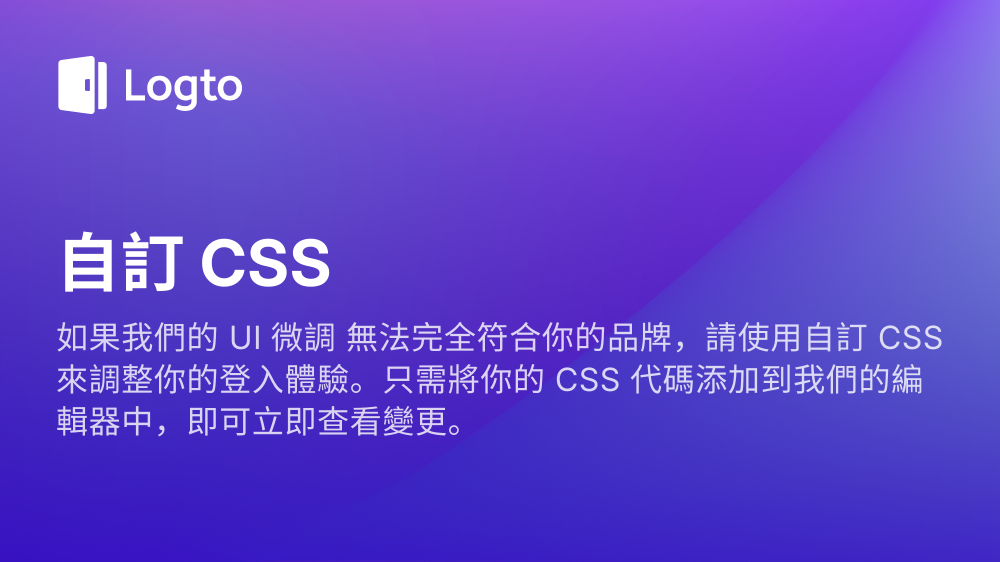 Logto
自訂 CSS
如果我們的 UI 微調 無法完全符合你的品牌，請使用自訂 CSS
來調整你的登入體驗。只需將你的 CSS 代碼添加到我們的編
輯器中，即可立即查看變更。